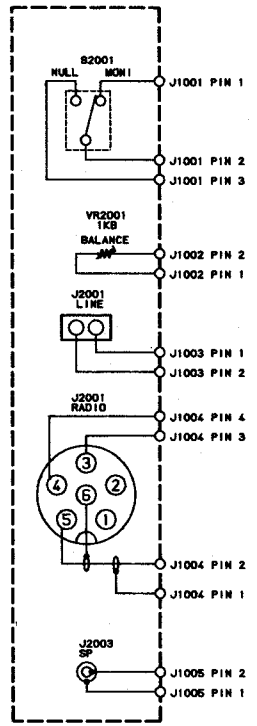 S2001
NULL MONI
J1001 PIN 1
J1001 PIN 2
J1001 PIN 3
VR2001
1KB
BALANCE
J1002 PIN 2
J1002 PIN 1
J2001
LINE
J1003 PIN 1
J1003 PIN 2
J2001
RADIO
J1004 PIN 4
J1004 PIN 3
3
4 6 2
5 1
J1004 PIN 2
J1004 PIN 1
J2003
SP
J1005 PIN 2
J1005 PIN 1